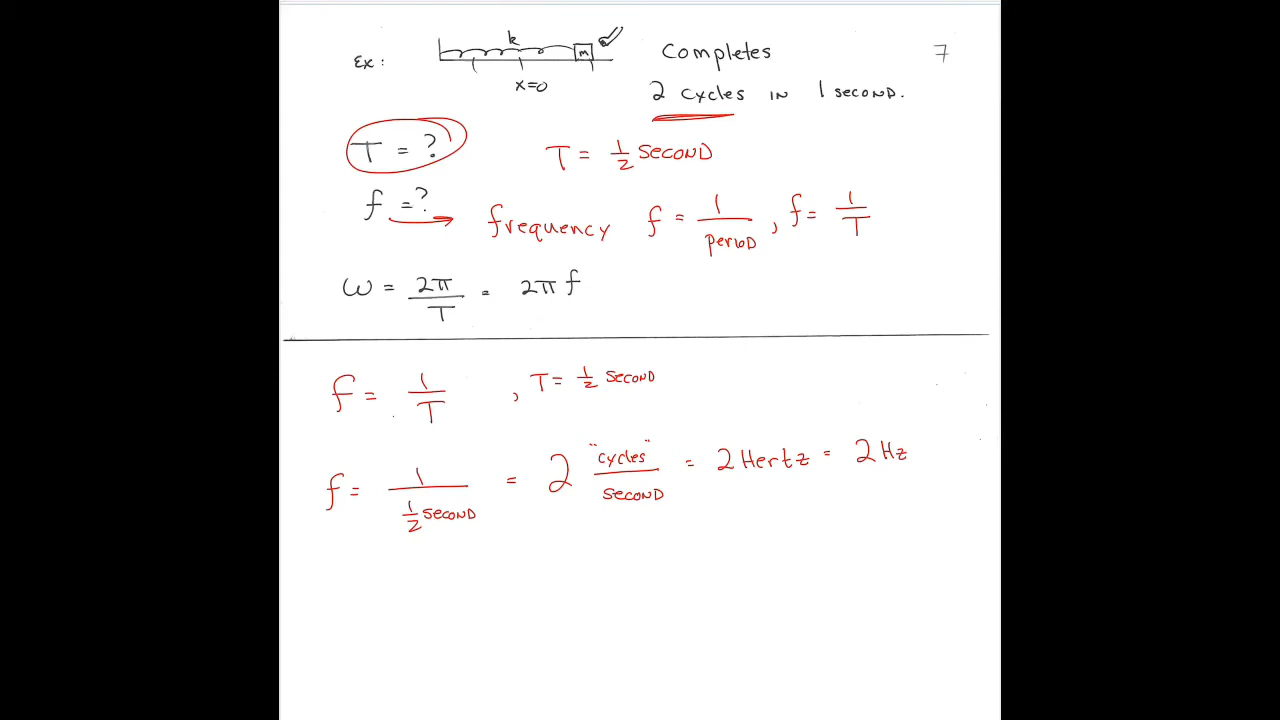 Ex: k m Completes 7
x=0 2 cycles in 1 second.
T = ? T = 1/2 second
f = ? frequency f = 1/period, f = 1/T
ω = 2π/T = 2π f
f = 1/T , T = 1/2 second
f = 1/(1/2 second) = 2 "cycles"/second = 2 Hertz = 2 Hz